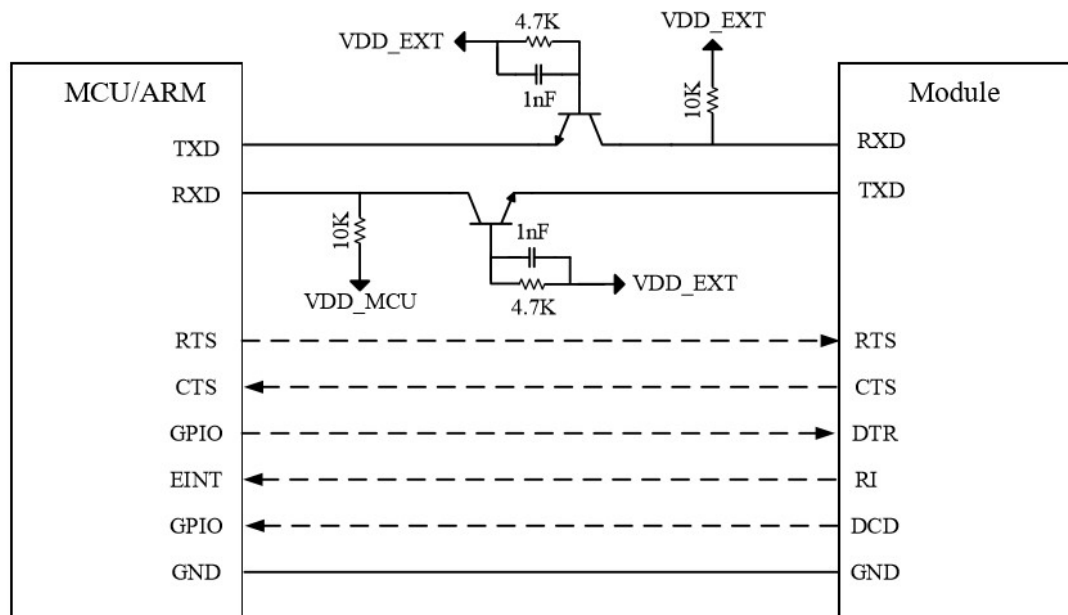 4.7K
VDD_EXT
VDD_EXT
1nF
10K
MCU/ARM
Module
TXD
RXD
RXD
TXD
10K
1nF
VDD_EXT
VDD_MCU
4.7K
RTS
RTS
CTS
CTS
GPIO
DTR
EINT
RI
GPIO
DCD
GND
GND